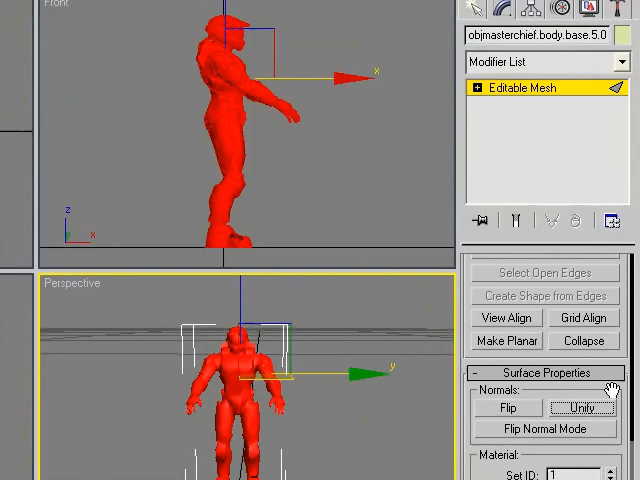 Front
objmasterchief.body.base.5.0
Modifier List
Editable Mesh
x
z
x
Select Open Edges
Create Shape from Edges
View Align
Grid Align
Make Planar
Collapse
- Surface Properties
Normals:
Flip
Unify
Flip Normal Mode
Material:
Set ID: 1
Perspective
y